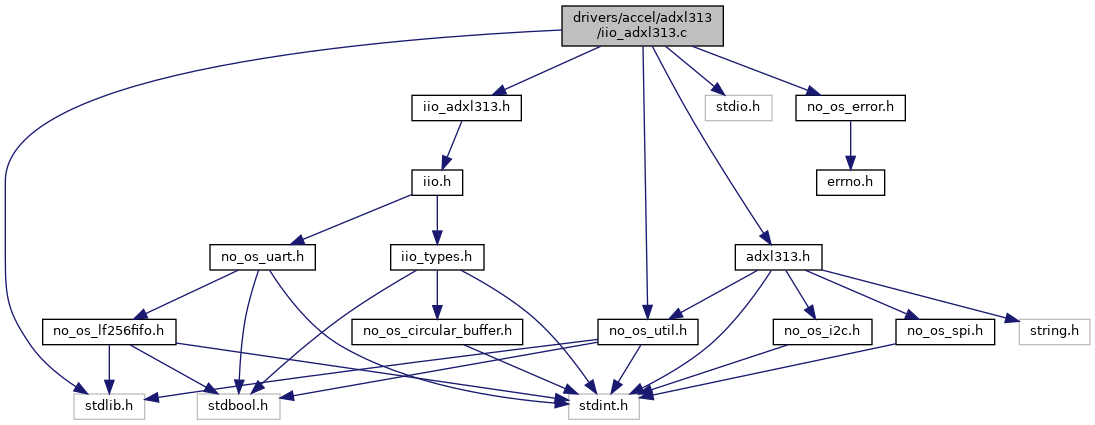 drivers/accel/adxl313
/iio_adxl313.c
iio_adxl313.h
stdio.h
no_os_error.h
iio.h
errno.h
no_os_uart.h
iio_types.h
adxl313.h
no_os_lf256fifo.h
no_os_circular_buffer.h
no_os_util.h
no_os_i2c.h
no_os_spi.h
string.h
stdlib.h
stdbool.h
stdint.h